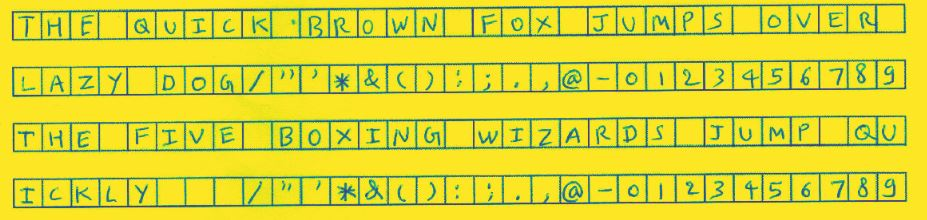 THE QUICK BROWN FOX JUMPS OVER
LAZY DOG/"'*&():;.,@-0123456789
THE FIVE BOXING WIZARDS JUMP QU
ICKLY /"'*&():;.,@-0123456789